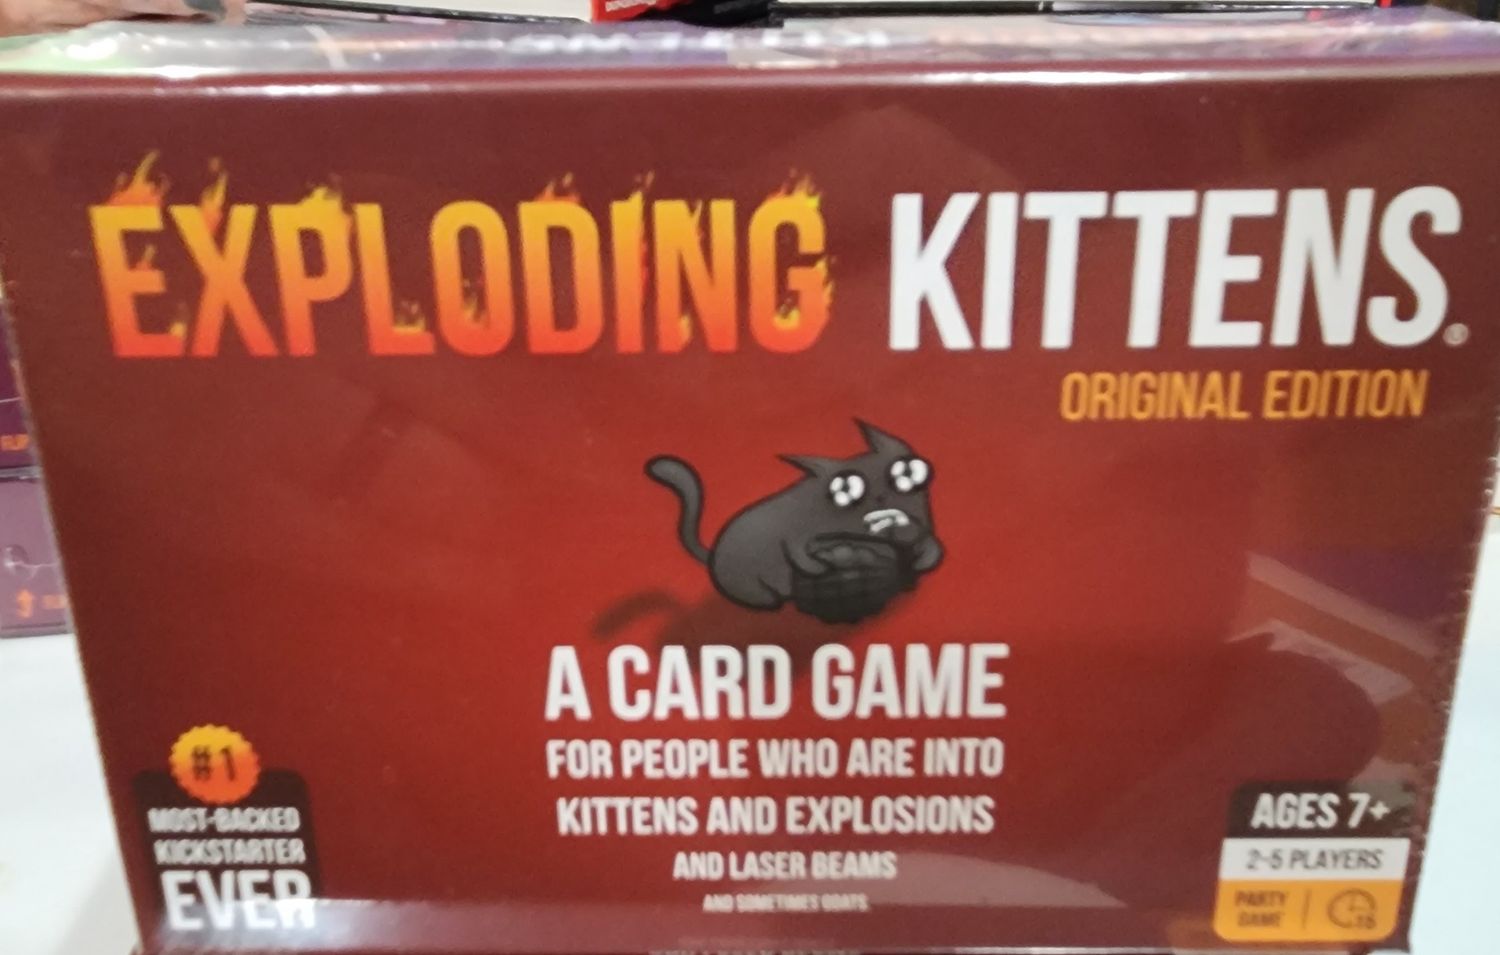 EXPLODING KITTENS®
ORIGINAL EDITION
A CARD GAME
FOR PEOPLE WHO ARE INTO
KITTENS AND EXPLOSIONS
AND LASER BEAMS
AND SOMETIMES GOATS.
#1
MOST-BACKED
KICKSTARTER
EVER
AGES 7+
2-5 PLAYERS
PARTY
GAME
15